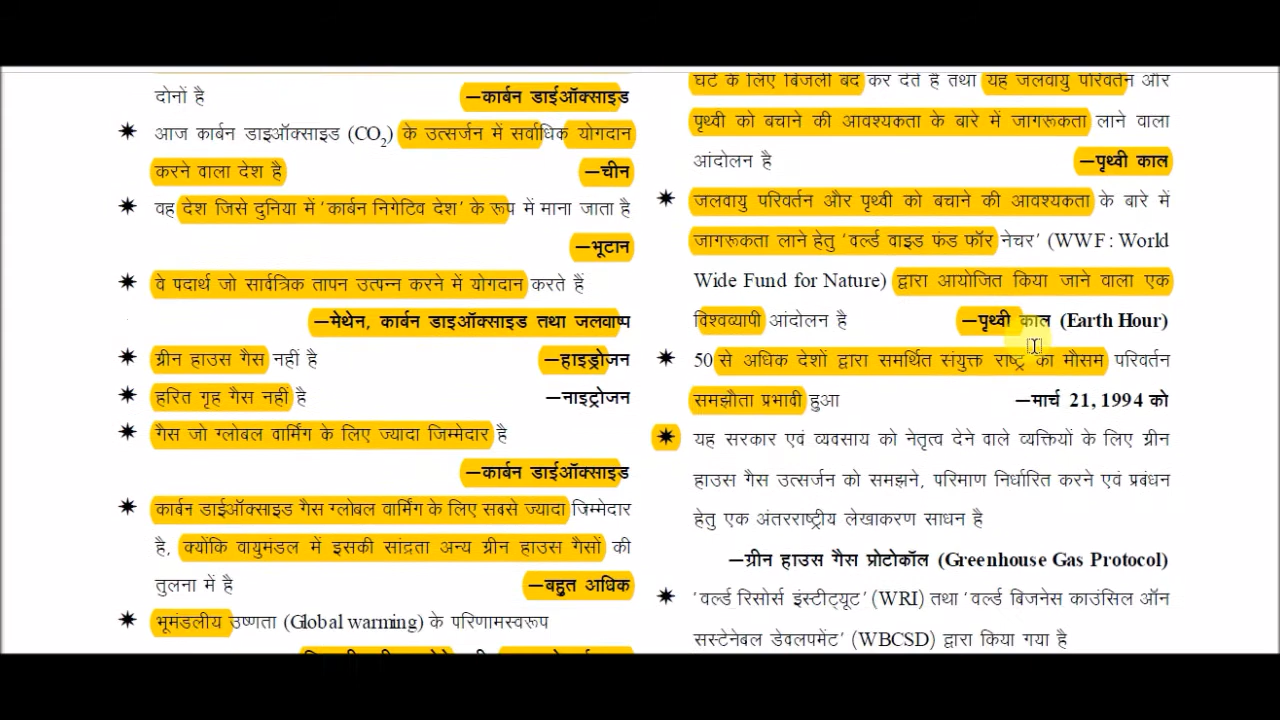 दोनों है —कार्बन डाईऑक्साइड
✷ आज कार्बन डाइऑक्साइड (CO₂) के उत्सर्जन में सर्वाधिक योगदान
करने वाला देश है —चीन
✷ वह देश जिसे दुनिया में 'कार्बन निगेटिव देश' के रूप में माना जाता है
—भूटान
✷ वे पदार्थ जो सार्वत्रिक तापन उत्पन्न करने में योगदान करते हैं
—मेथेन, कार्बन डाइऑक्साइड तथा जलवाष्प
✷ ग्रीन हाउस गैस नहीं है —हाइड्रोजन
✷ हरित गृह गैस नहीं है —नाइट्रोजन
✷ गैस जो ग्लोबल वार्मिंग के लिए ज्यादा जिम्मेदार है
—कार्बन डाईऑक्साइड
✷ कार्बन डाईऑक्साइड गैस ग्लोबल वार्मिंग के लिए सबसे ज्यादा जिम्मेदार
है, क्योंकि वायुमंडल में इसकी सांद्रता अन्य ग्रीन हाउस गैसों की
तुलना में है —बहुत अधिक
✷ भूमंडलीय उष्णता (Global warming) के परिणामस्वरूप
घंटे के लिए बिजली बंद कर देते हैं तथा यह जलवायु परिवर्तन और
पृथ्वी को बचाने की आवश्यकता के बारे में जागरूकता लाने वाला
आंदोलन है —पृथ्वी काल
✷ जलवायु परिवर्तन और पृथ्वी को बचाने की आवश्यकता के बारे में
जागरूकता लाने हेतु 'वर्ल्ड वाइड फंड फॉर नेचर' (WWF : World
Wide Fund for Nature) द्वारा आयोजित किया जाने वाला एक
विश्वव्यापी आंदोलन है —पृथ्वी काल (Earth Hour)
✷ 50 से अधिक देशों द्वारा समर्थित संयुक्त राष्ट्र का मौसम परिवर्तन
समझौता प्रभावी हुआ —मार्च 21, 1994 को
✷ यह सरकार एवं व्यवसाय को नेतृत्व देने वाले व्यक्तियों के लिए ग्रीन
हाउस गैस उत्सर्जन को समझने, परिमाण निर्धारित करने एवं प्रबंधन
हेतु एक अंतरराष्ट्रीय लेखाकरण साधन है
—ग्रीन हाउस गैस प्रोटोकॉल (Greenhouse Gas Protocol)
✷ 'वर्ल्ड रिसोर्स इंस्टीट्यूट' (WRI) तथा 'वर्ल्ड बिजनेस काउंसिल ऑन
सस्टेनेबल डेवलपमेंट' (WBCSD) द्वारा किया गया है